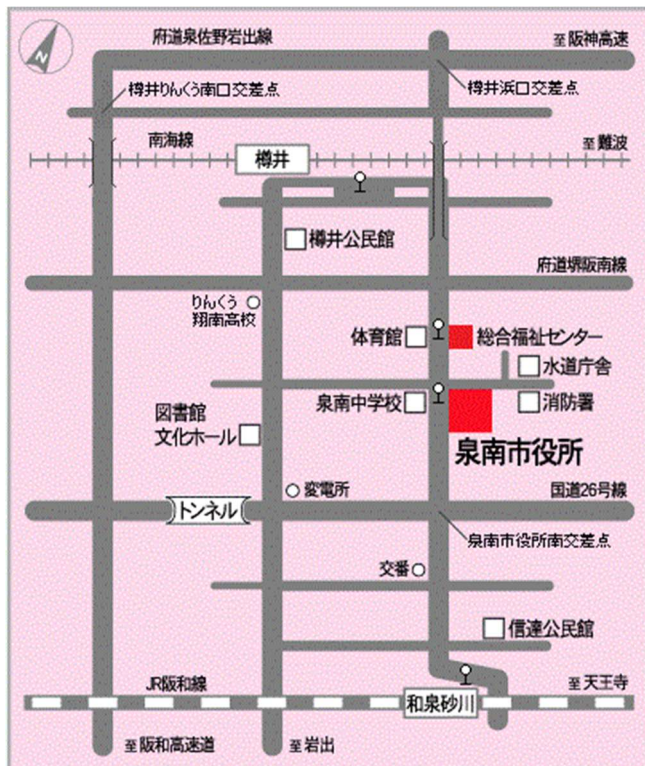 府道泉佐野岩出線
至阪神高速
N
樽井りんくう南口交差点
樽井浜口交差点
南海線
樽井
至難波
樽井公民館
府道堺阪南線
りんくう
翔南高校
体育館
総合福祉センター
水道庁舎
泉南中学校
消防署
図書館
文化ホール
泉南市役所
変電所
国道26号線
トンネル
泉南市役所南交差点
交番
信達公民館
JR阪和線
至天王寺
和泉砂川
至阪和高速道
至岩出